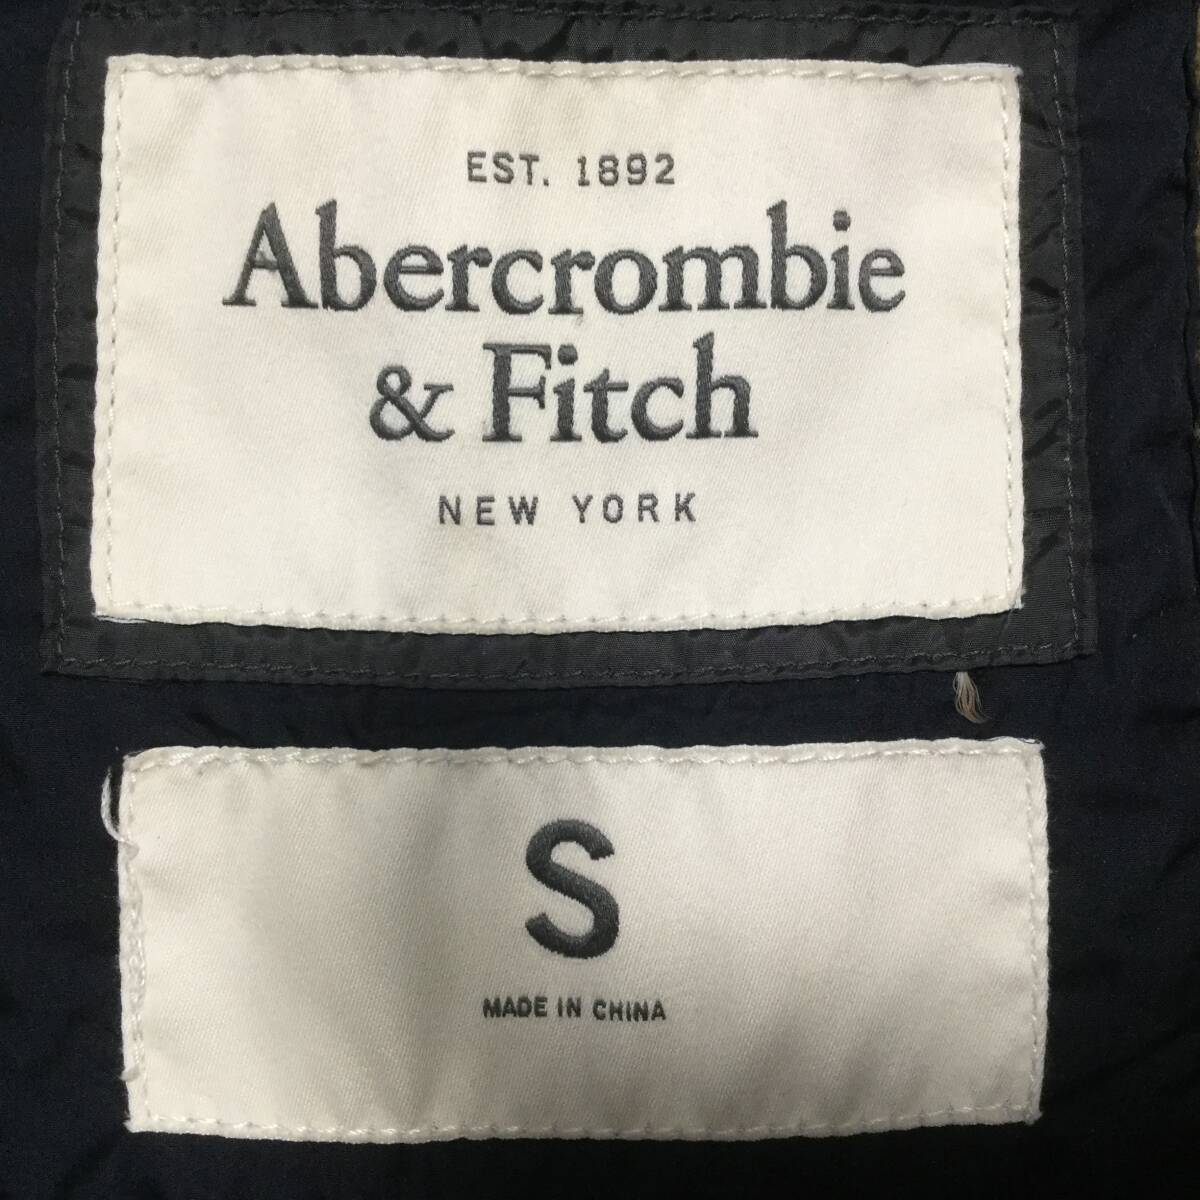 EST. 1892
Abercrombie
& Fitch
NEW YORK
S
MADE IN CHINA